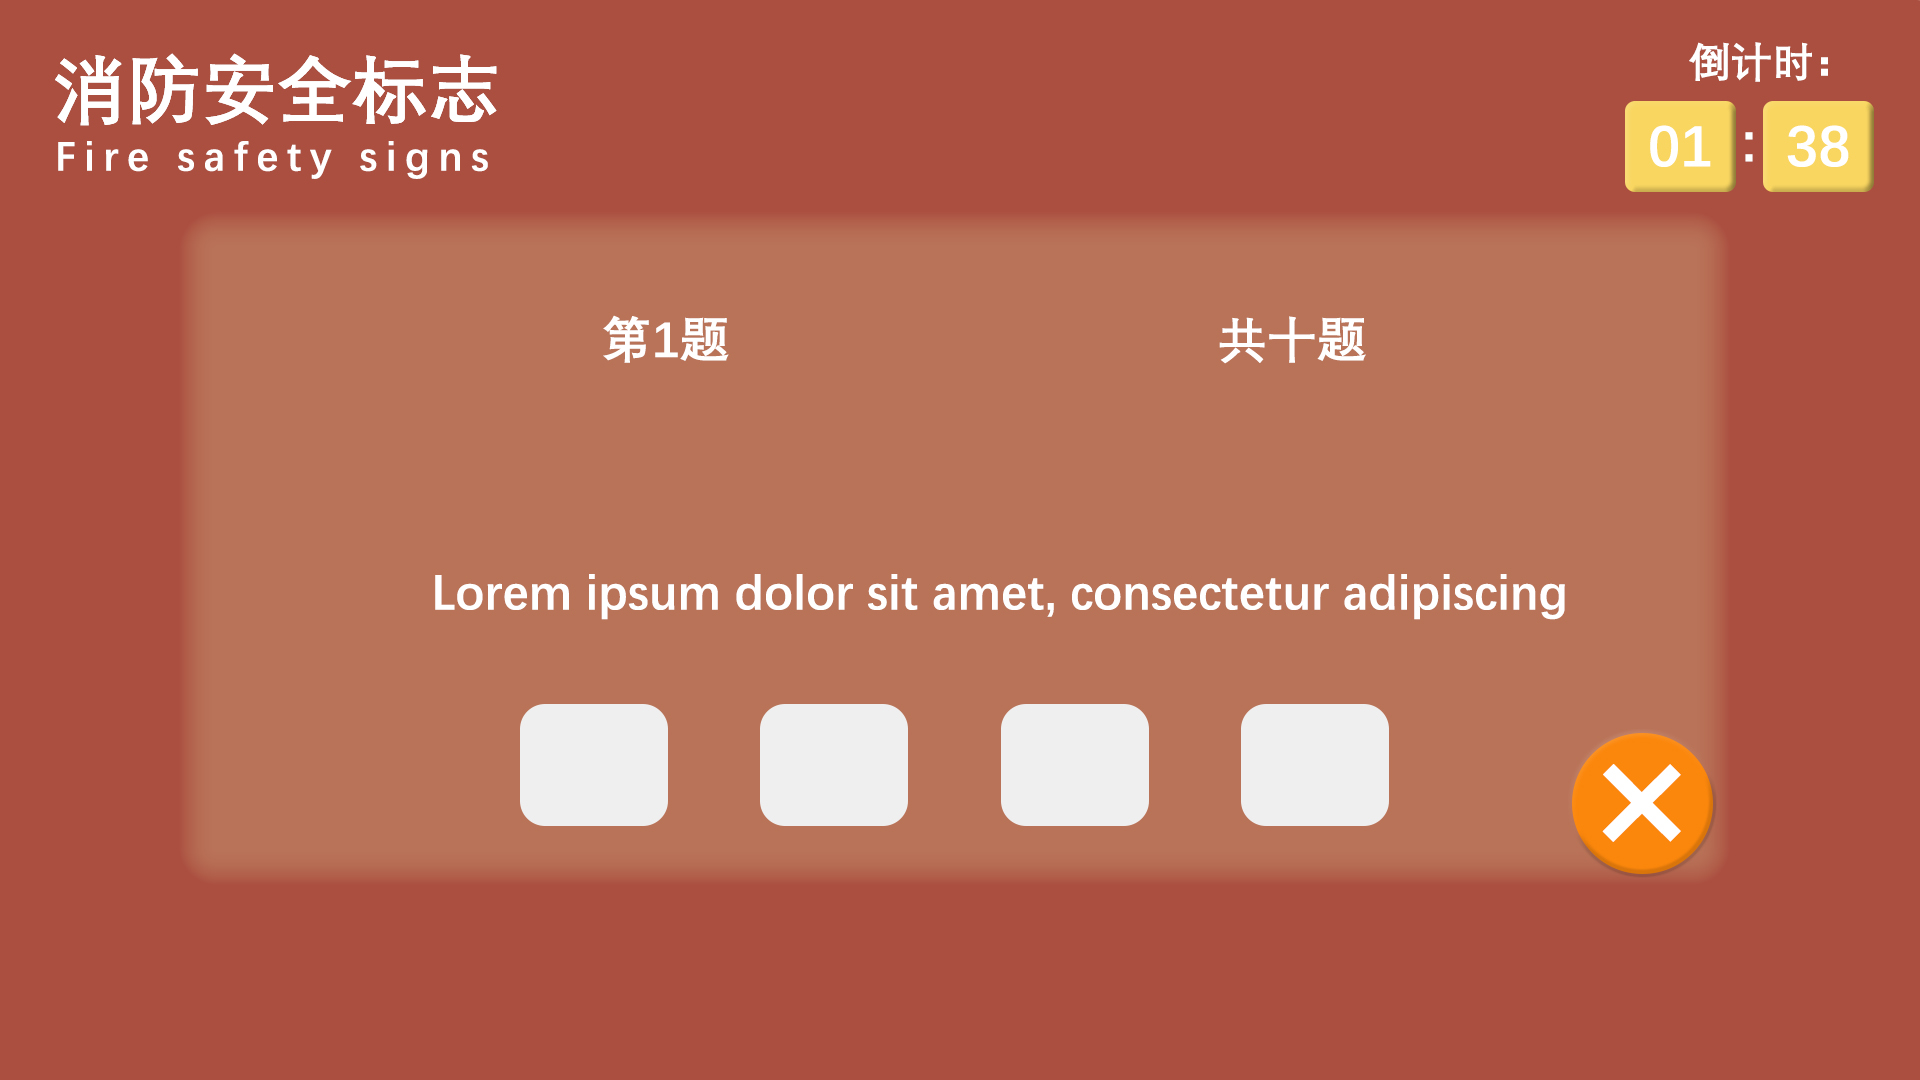 消防安全标志
Fire safety signs
倒计时:
01 : 38
第1题
共十题
Lorem ipsum dolor sit amet, consectetur adipiscing